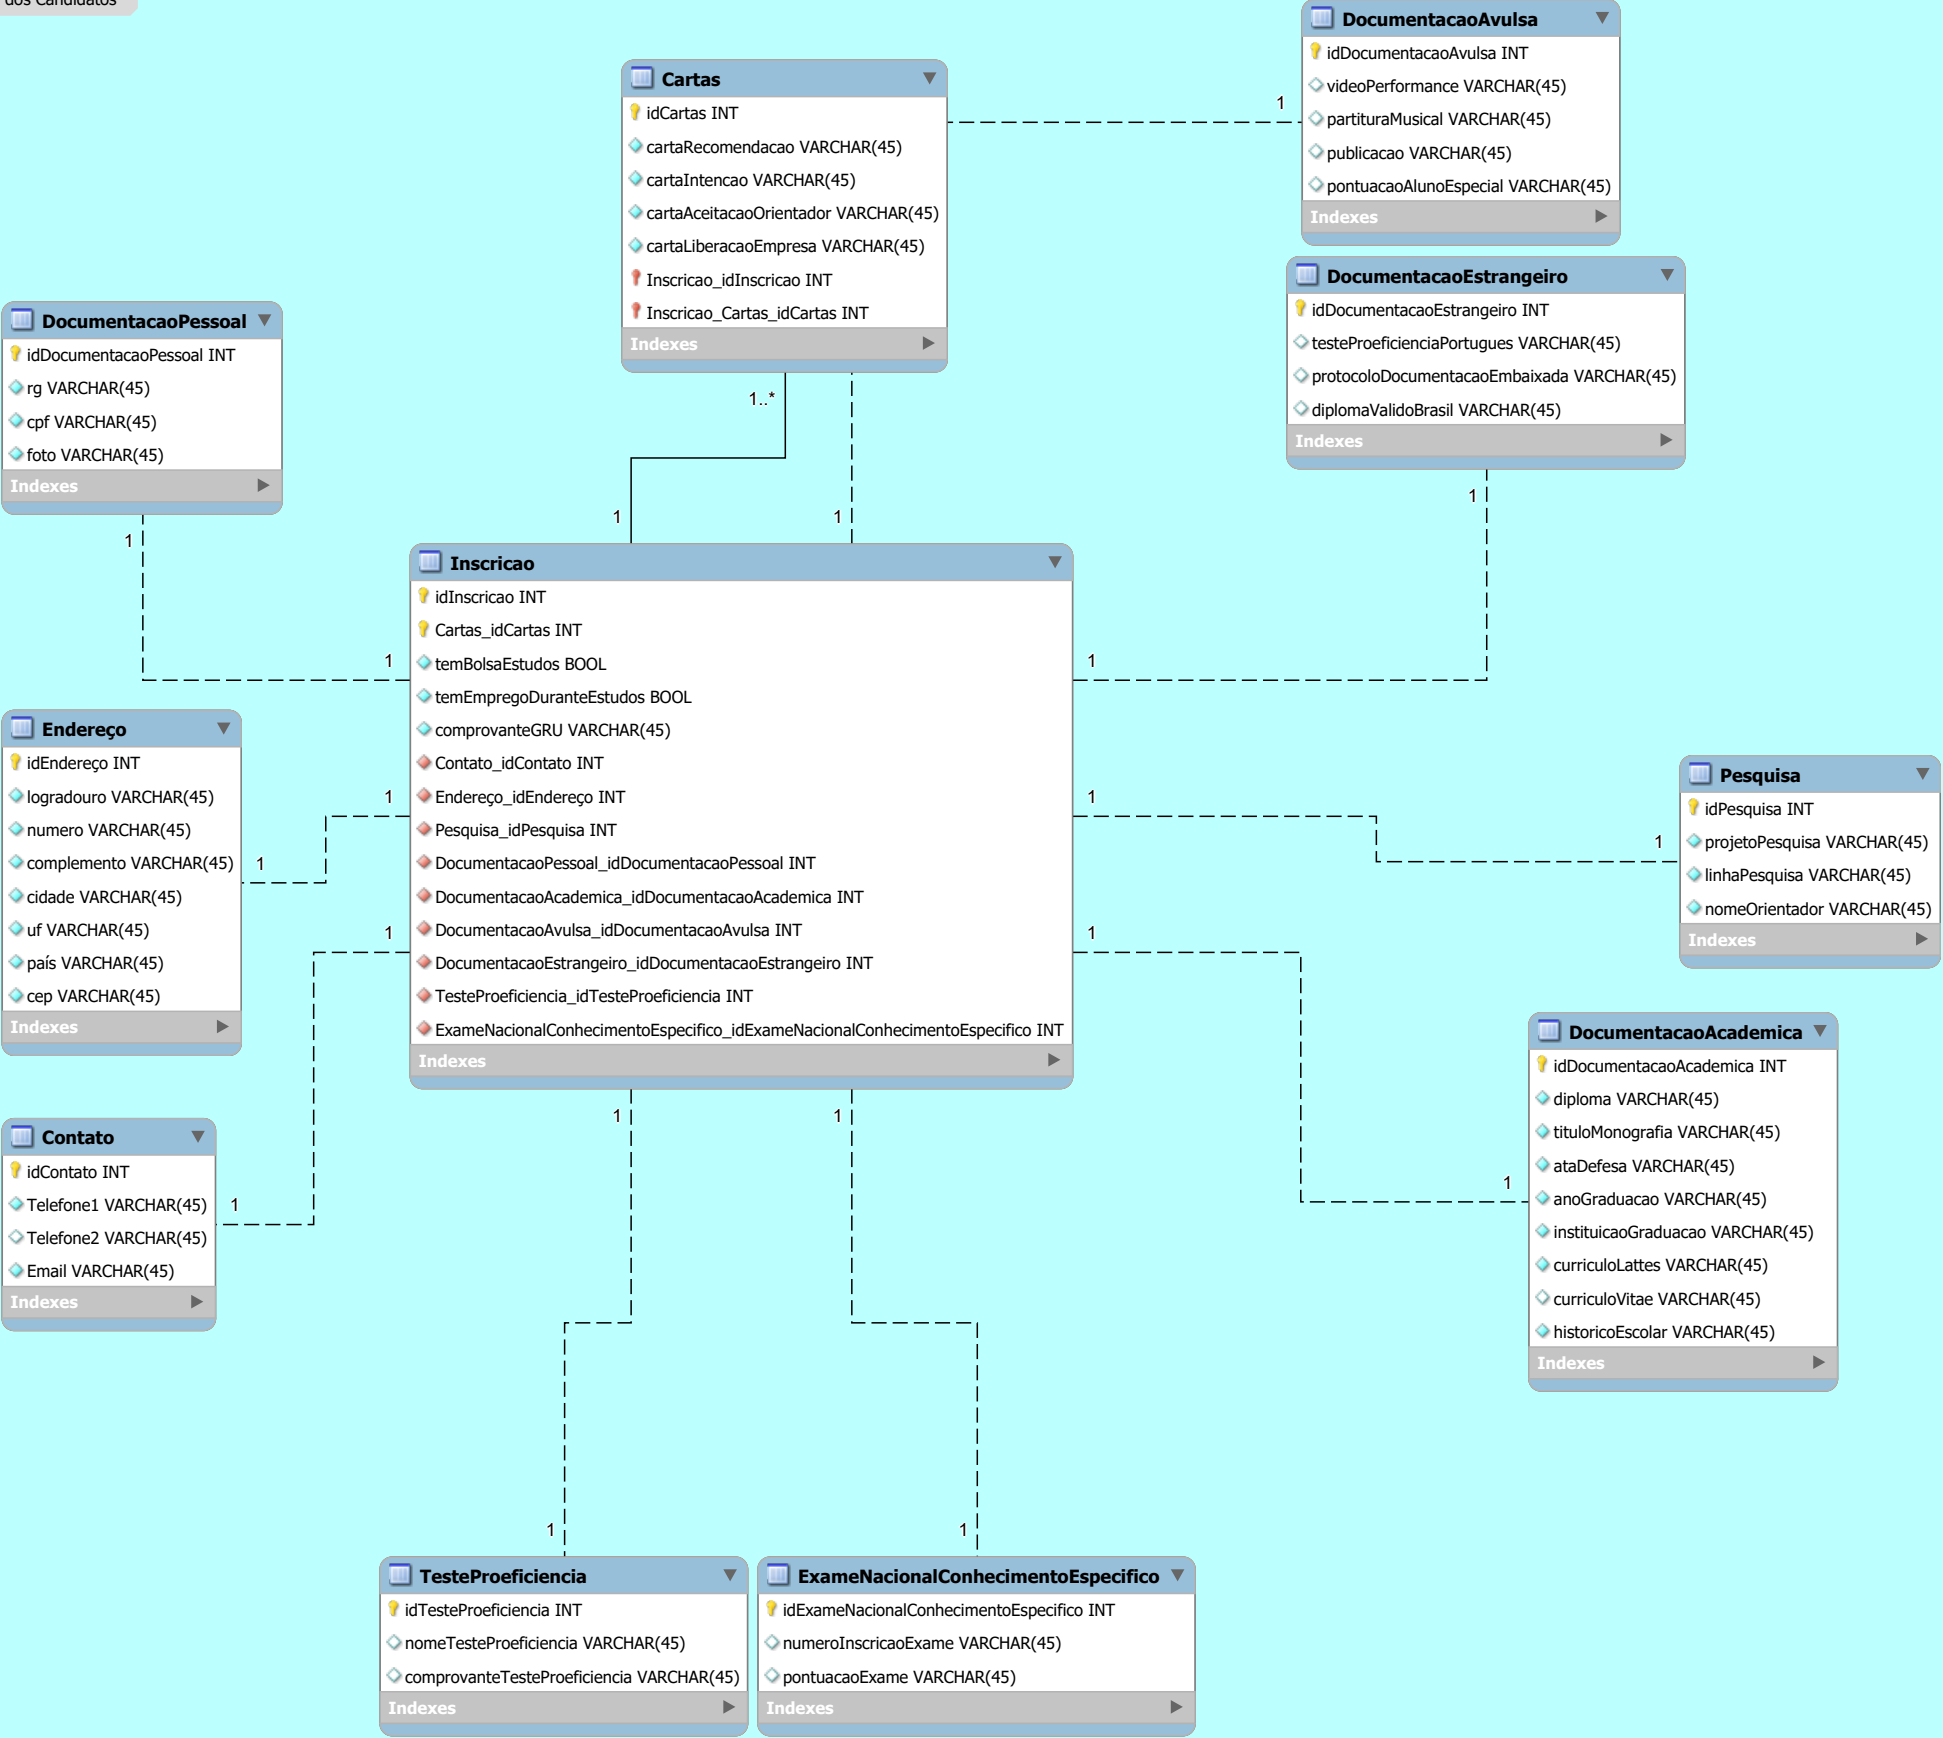 dos Candidatos
DocumentacaoAvulsa
idDocumentacaoAvulsa INT
videoPerformance VARCHAR(45)
partituraMusical VARCHAR(45)
publicacao VARCHAR(45)
pontuacaoAlunoEspecial VARCHAR(45)
Indexes
Cartas
idCartas INT
cartaRecomendacao VARCHAR(45)
cartaIntencao VARCHAR(45)
cartaAceitacaoOrientador VARCHAR(45)
cartaLiberacaoEmpresa VARCHAR(45)
Inscricao_idInscricao INT
Inscricao_Cartas_idCartas INT
Indexes
1
DocumentacaoEstrangeiro
idDocumentacaoEstrangeiro INT
testeProeficienciaPortugues VARCHAR(45)
protocoloDocumentacaoEmbaixada VARCHAR(45)
diplomaValidoBrasil VARCHAR(45)
Indexes
1
DocumentacaoPessoal
idDocumentacaoPessoal INT
rg VARCHAR(45)
cpf VARCHAR(45)
foto VARCHAR(45)
Indexes
1
1..*
1
1
Inscricao
idInscricao INT
Cartas_idCartas INT
temBolsaEstudos BOOL
temEmpregoDuranteEstudos BOOL
comprovanteGRU VARCHAR(45)
Contato_idContato INT
Endereço_idEndereço INT
Pesquisa_idPesquisa INT
DocumentacaoPessoal_idDocumentacaoPessoal INT
DocumentacaoAcademica_idDocumentacaoAcademica INT
DocumentacaoAvulsa_idDocumentacaoAvulsa INT
DocumentacaoEstrangeiro_idDocumentacaoEstrangeiro INT
TesteProeficiencia_idTesteProeficiencia INT
ExameNacionalConhecimentoEspecifico_idExameNacionalConhecimentoEspecifico INT
Indexes
1
1
1
1
1
1
1
1
Endereço
idEndereço INT
logradouro VARCHAR(45)
numero VARCHAR(45)
complemento VARCHAR(45)
cidade VARCHAR(45)
uf VARCHAR(45)
país VARCHAR(45)
cep VARCHAR(45)
Indexes
1
Pesquisa
idPesquisa INT
projetoPesquisa VARCHAR(45)
linhaPesquisa VARCHAR(45)
nomeOrientador VARCHAR(45)
Indexes
1
DocumentacaoAcademica
idDocumentacaoAcademica INT
diploma VARCHAR(45)
tituloMonografia VARCHAR(45)
ataDefesa VARCHAR(45)
anoGraduacao VARCHAR(45)
instituicaoGraduacao VARCHAR(45)
curriculoLattes VARCHAR(45)
curriculoVitae VARCHAR(45)
historicoEscolar VARCHAR(45)
Indexes
1
Contato
idContato INT
Telefone1 VARCHAR(45)
Telefone2 VARCHAR(45)
Email VARCHAR(45)
Indexes
1
1
TesteProeficiencia
idTesteProeficiencia INT
nomeTesteProeficiencia VARCHAR(45)
comprovanteTesteProeficiencia VARCHAR(45)
Indexes
1
ExameNacionalConhecimentoEspecifico
idExameNacionalConhecimentoEspecifico INT
numeroInscricaoExame VARCHAR(45)
pontuacaoExame VARCHAR(45)
Indexes